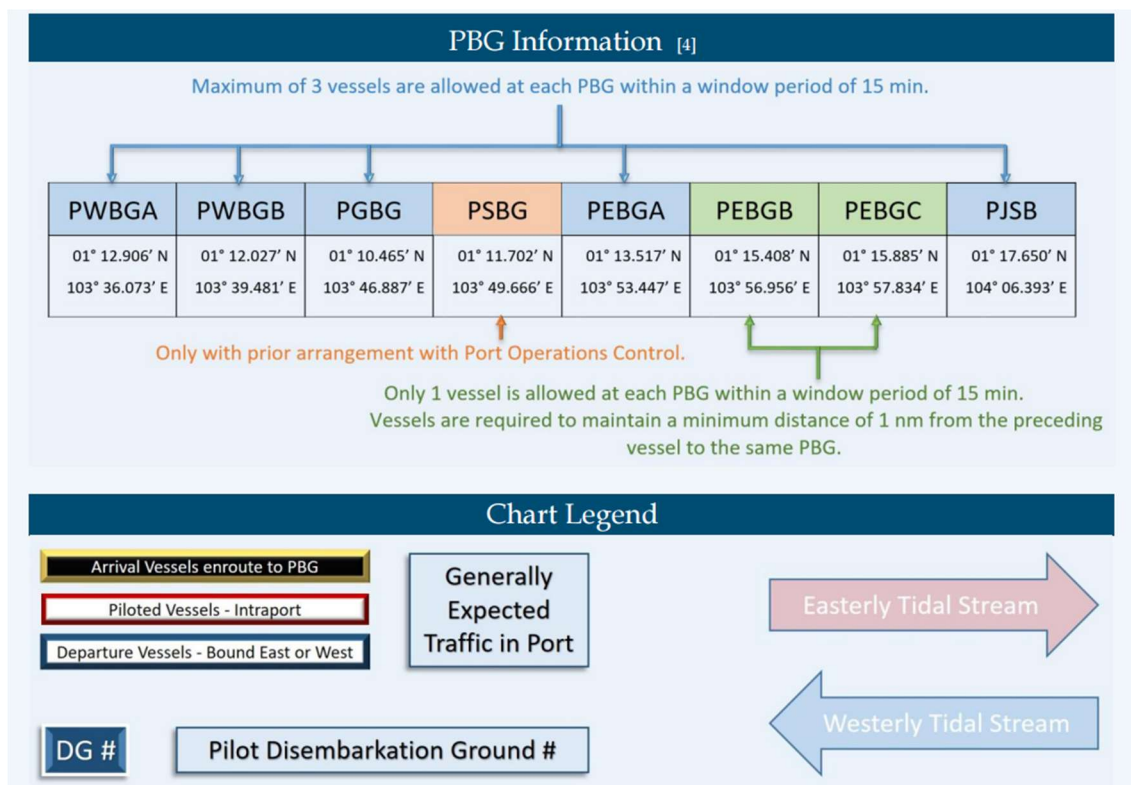 PBG Information [4]
Maximum of 3 vessels are allowed at each PBG within a window period of 15 min.
PWBGA PWBGB PGBG PSBG PEBGA PEBGB PEBGC PJSB
01° 12.906′ N 01° 12.027′ N 01° 10.465′ N 01° 11.702′ N 01° 13.517′ N 01° 15.408′ N 01° 15.885′ N 01° 17.650′ N
103° 36.073′ E 103° 39.481′ E 103° 46.887′ E 103° 49.666′ E 103° 53.447′ E 103° 56.956′ E 103° 57.834′ E 104° 06.393′ E
Only with prior arrangement with Port Operations Control.
Only 1 vessel is allowed at each PBG within a window period of 15 min.
Vessels are required to maintain a minimum distance of 1 nm from the preceding
vessel to the same PBG.
Chart Legend
Arrival Vessels enroute to PBG
Piloted Vessels - Intraport
Departure Vessels - Bound East or West
Generally
Expected
Traffic in Port
Easterly Tidal Stream
Westerly Tidal Stream
DG #
Pilot Disembarkation Ground #